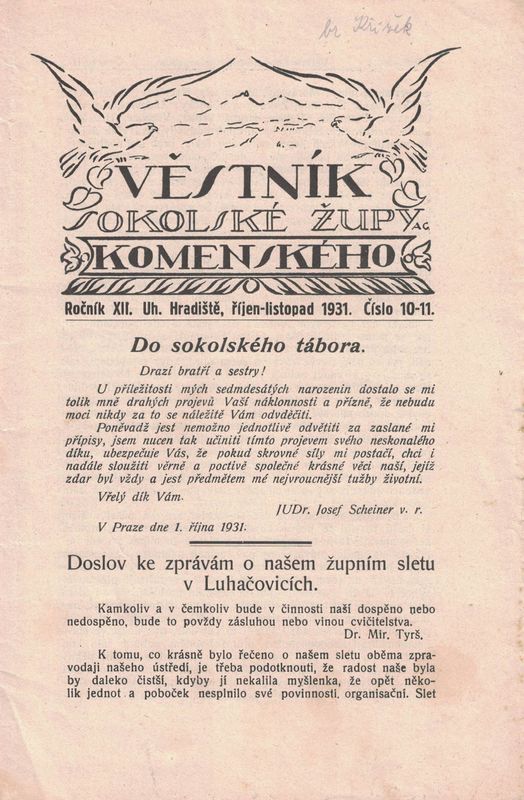 br Křížek
VĚSTNÍK
SOKOLSKÉ ŽUPY A.G.
KOMENSKÉHO
Ročník XII. Uh. Hradiště, říjen-listopad 1931. Číslo 10-11.
Do sokolského tábora.
Drazí bratří a sestry!
U příležitosti mých sedmdesátých narozenin dostalo se mi
tolik mně drahých projevů Vaší náklonnosti a přízně, že nebudu
moci nikdy za to se náležitě Vám odvděčiti.
Poněvadž jest nemožno jednotlivě odvětiti za zaslané mi
přípisy, jsem nucen tak učiniti tímto projevem svého neskonalého
díku, ubezpečuje Vás, že pokud skrovné síly mi postačí, chci i
nadále sloužiti věrně a poctivě společné krásné věci naší, jejíž
zdar byl vždy a jest předmětem mé nejvroucnější tužby životní.
Vřelý dík Vám.
JUDr. Josef Scheiner v. r.
V Praze dne 1. října 1931.
Doslov ke zprávám o našem župním sletu
v Luhačovicích.
Kamkoliv a v čemkoliv bude v činnosti naší dospěno nebo
nedospěno, bude to povždy zásluhou nebo vinou cvičitelstva.
Dr. Mir. Tyrš.
K tomu, co krásně bylo řečeno o našem sletu oběma zpra-
vodaji našeho ústředí, je třeba podotknouti, že radost naše byla
by daleko čistší, kdyby jí nekalila myšlenka, že opět něko-
lik jednot a poboček nesplnilo své povinnosti organisační. Slet